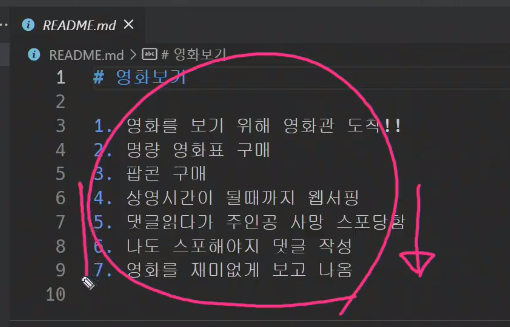 README.md ×
README.md > abc # 영화보기
1 # 영화보기
2
3 1. 영화를 보기 위해 영화관 도착!!
4 2. 명량 영화표 구매
5 3. 팝콘 구매
6 4. 상영시간이 될때까지 웹서핑
7 5. 댓글읽다가 주인공 사망 스포당함
8 6. 나도 스포해야지 댓글 작성
9 7. 영화를 재미없게 보고 나옴
10